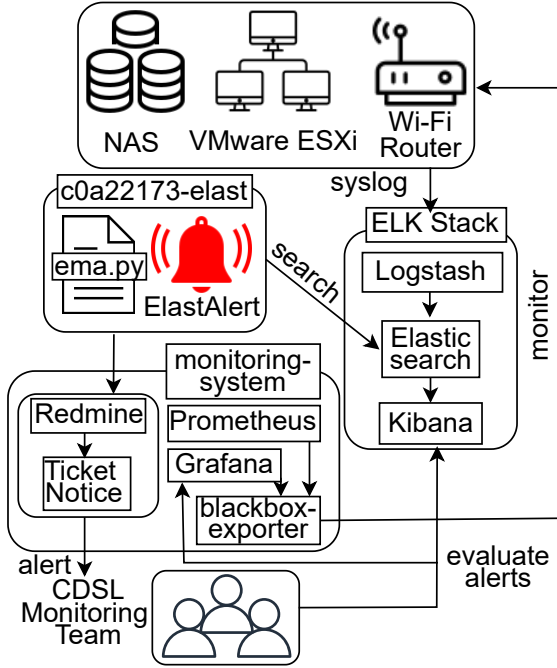 NAS
VMware ESXi
Wi-Fi
Router
syslog
c0a22173-elast
ema.py
ElastAlert
search
ELK Stack
Logstash
Elastic
search
Kibana
monitor
monitoring-
system
Redmine
Ticket
Notice
Prometheus
Grafana
blackbox-
exporter
alert
CDSL
Monitoring
Team
evaluate
alerts